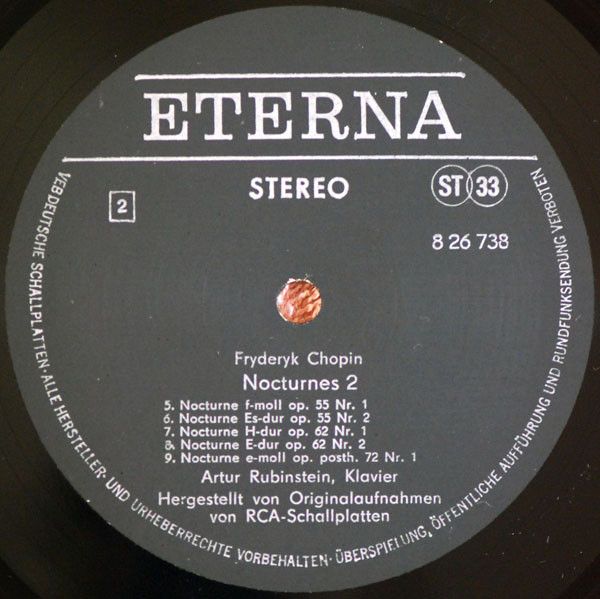 ETERNA
STEREO
ST 33
2
8 26 738
Fryderyk Chopin
Nocturnes 2
5. Nocturne f-moll op. 55 Nr. 1
6. Nocturne Es-dur op. 55 Nr. 2
7. Nocturne H-dur op. 62 Nr. 1
8. Nocturne E-dur op. 62 Nr. 2
9. Nocturne e-moll op. posth. 72 Nr. 1
Artur Rubinstein, Klavier
Hergestellt von Originalaufnahmen
von RCA-Schallplatten
VEB DEUTSCHE SCHALLPLATTEN · ALLE HERSTELLER- UND URHEBERRECHTE VORBEHALTEN · ÜBERSPIELUNG, ÖFFENTLICHE AUFFÜHRUNG UND RUNDFUNKSENDUNG VERBOTEN